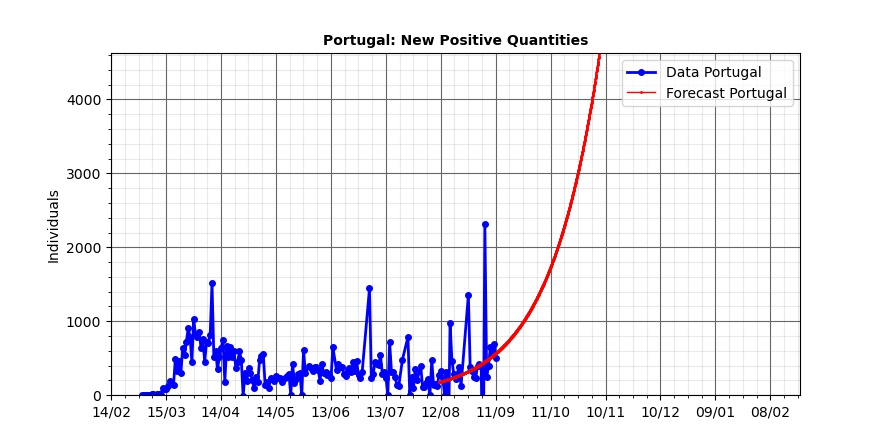 Portugal: New Positive Quantities
Data Portugal
Forecast Portugal
Individuals
4000
3000
2000
1000
0
14/02 15/03 14/04 14/05 13/06 13/07 12/08 11/09 11/10 10/11 10/12 09/01 08/02